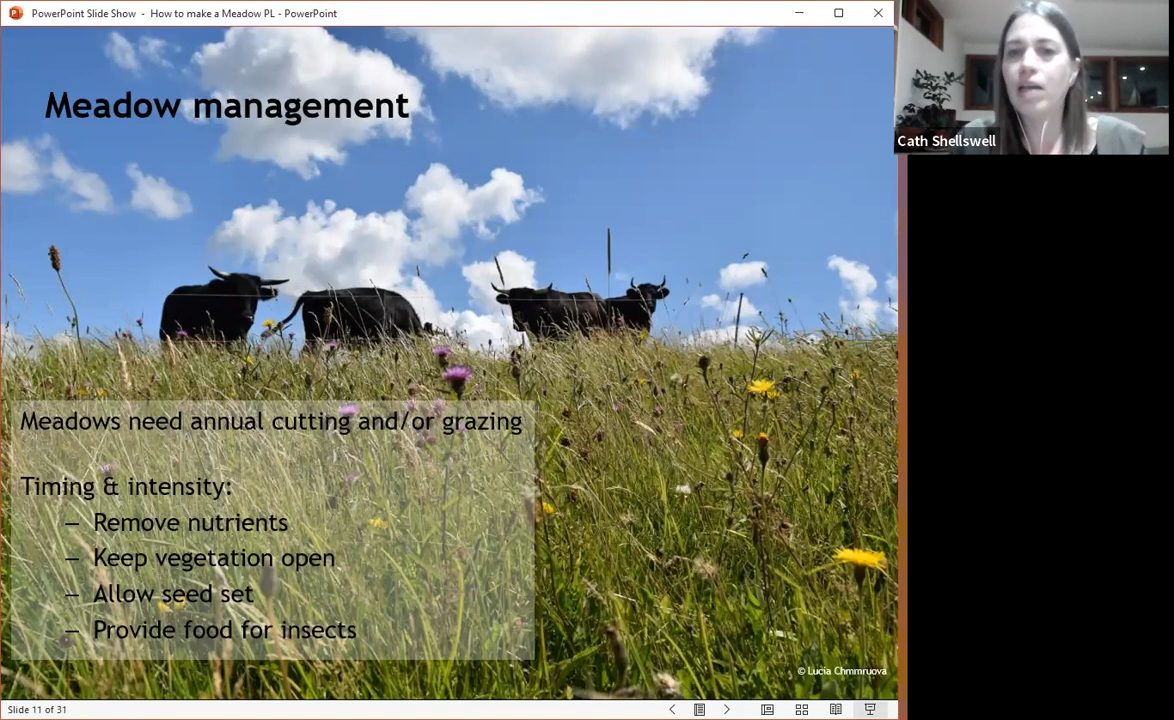 PowerPoint Slide Show - How to make a Meadow PL - PowerPoint
Cath Shellswell
Meadow management
Meadows need annual cutting and/or grazing
Timing & intensity:
– Remove nutrients
– Keep vegetation open
– Allow seed set
– Provide food for insects
© Lucia Chmmruova
Slide 11 of 31